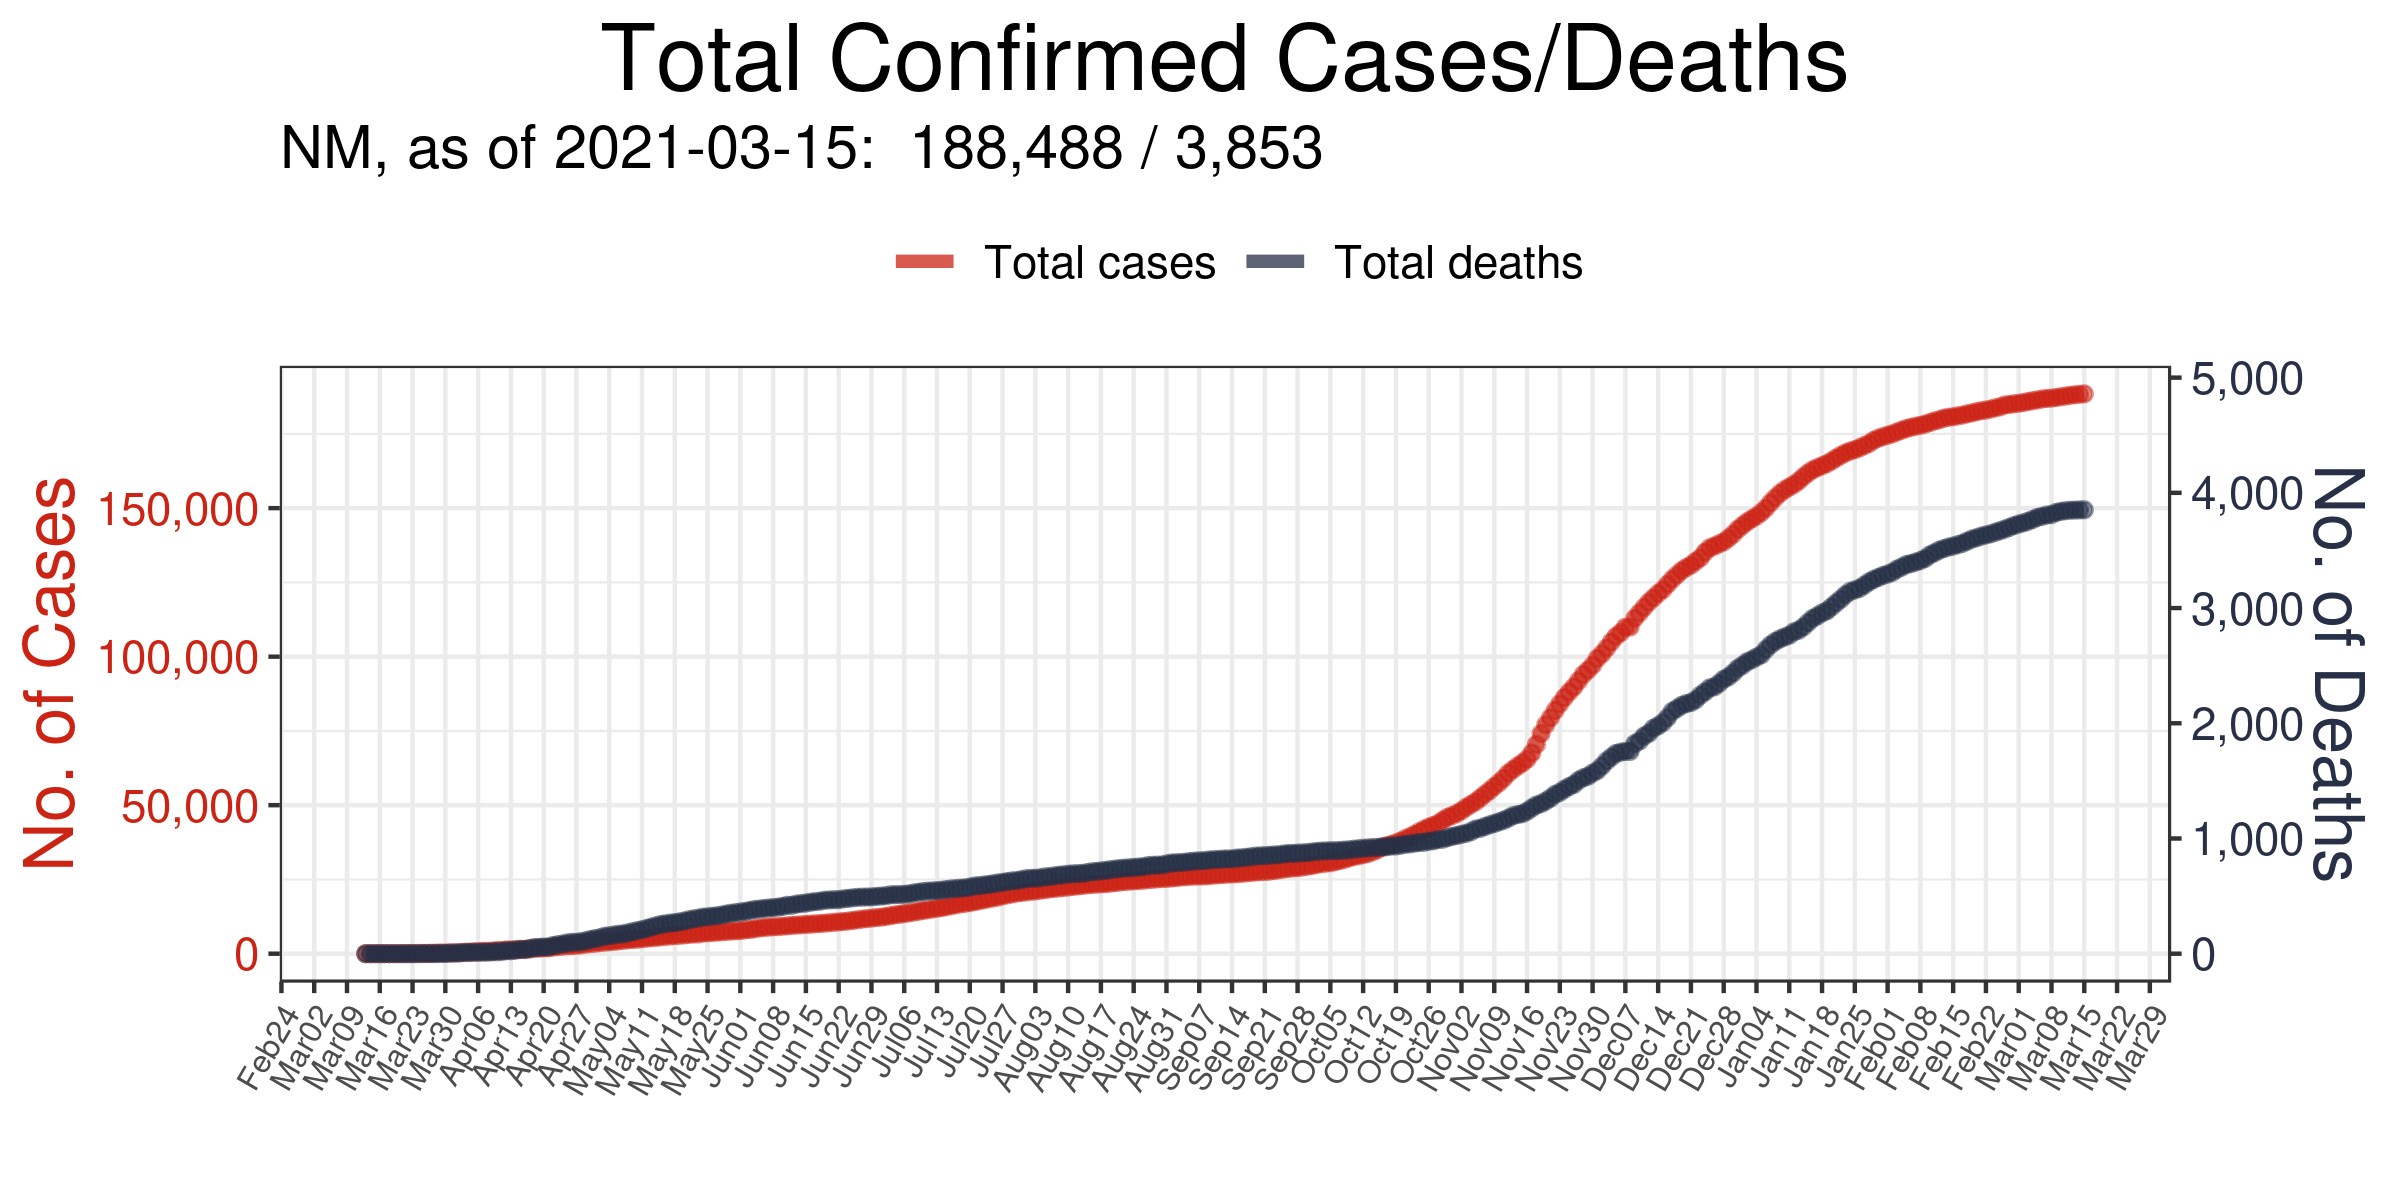 Total Confirmed Cases/Deaths
NM, as of 2021-03-15:  188,488 / 3,853
Total cases
Total deaths
No. of Cases
150,000
100,000
50,000
0
5,000
4,000
3,000
2,000
1,000
0
No. of Deaths
Feb24
Mar02
Mar09
Mar16
Mar23
Mar30
Apr06
Apr13
Apr20
Apr27
May04
May11
May18
May25
Jun01
Jun08
Jun15
Jun22
Jun29
Jul06
Jul13
Jul20
Jul27
Aug03
Aug10
Aug17
Aug24
Aug31
Sep07
Sep14
Sep21
Sep28
Oct05
Oct12
Oct19
Oct26
Nov02
Nov09
Nov16
Nov23
Nov30
Dec07
Dec14
Dec21
Dec28
Jan04
Jan11
Jan18
Jan25
Feb01
Feb08
Feb15
Feb22
Mar01
Mar08
Mar15
Mar22
Mar29